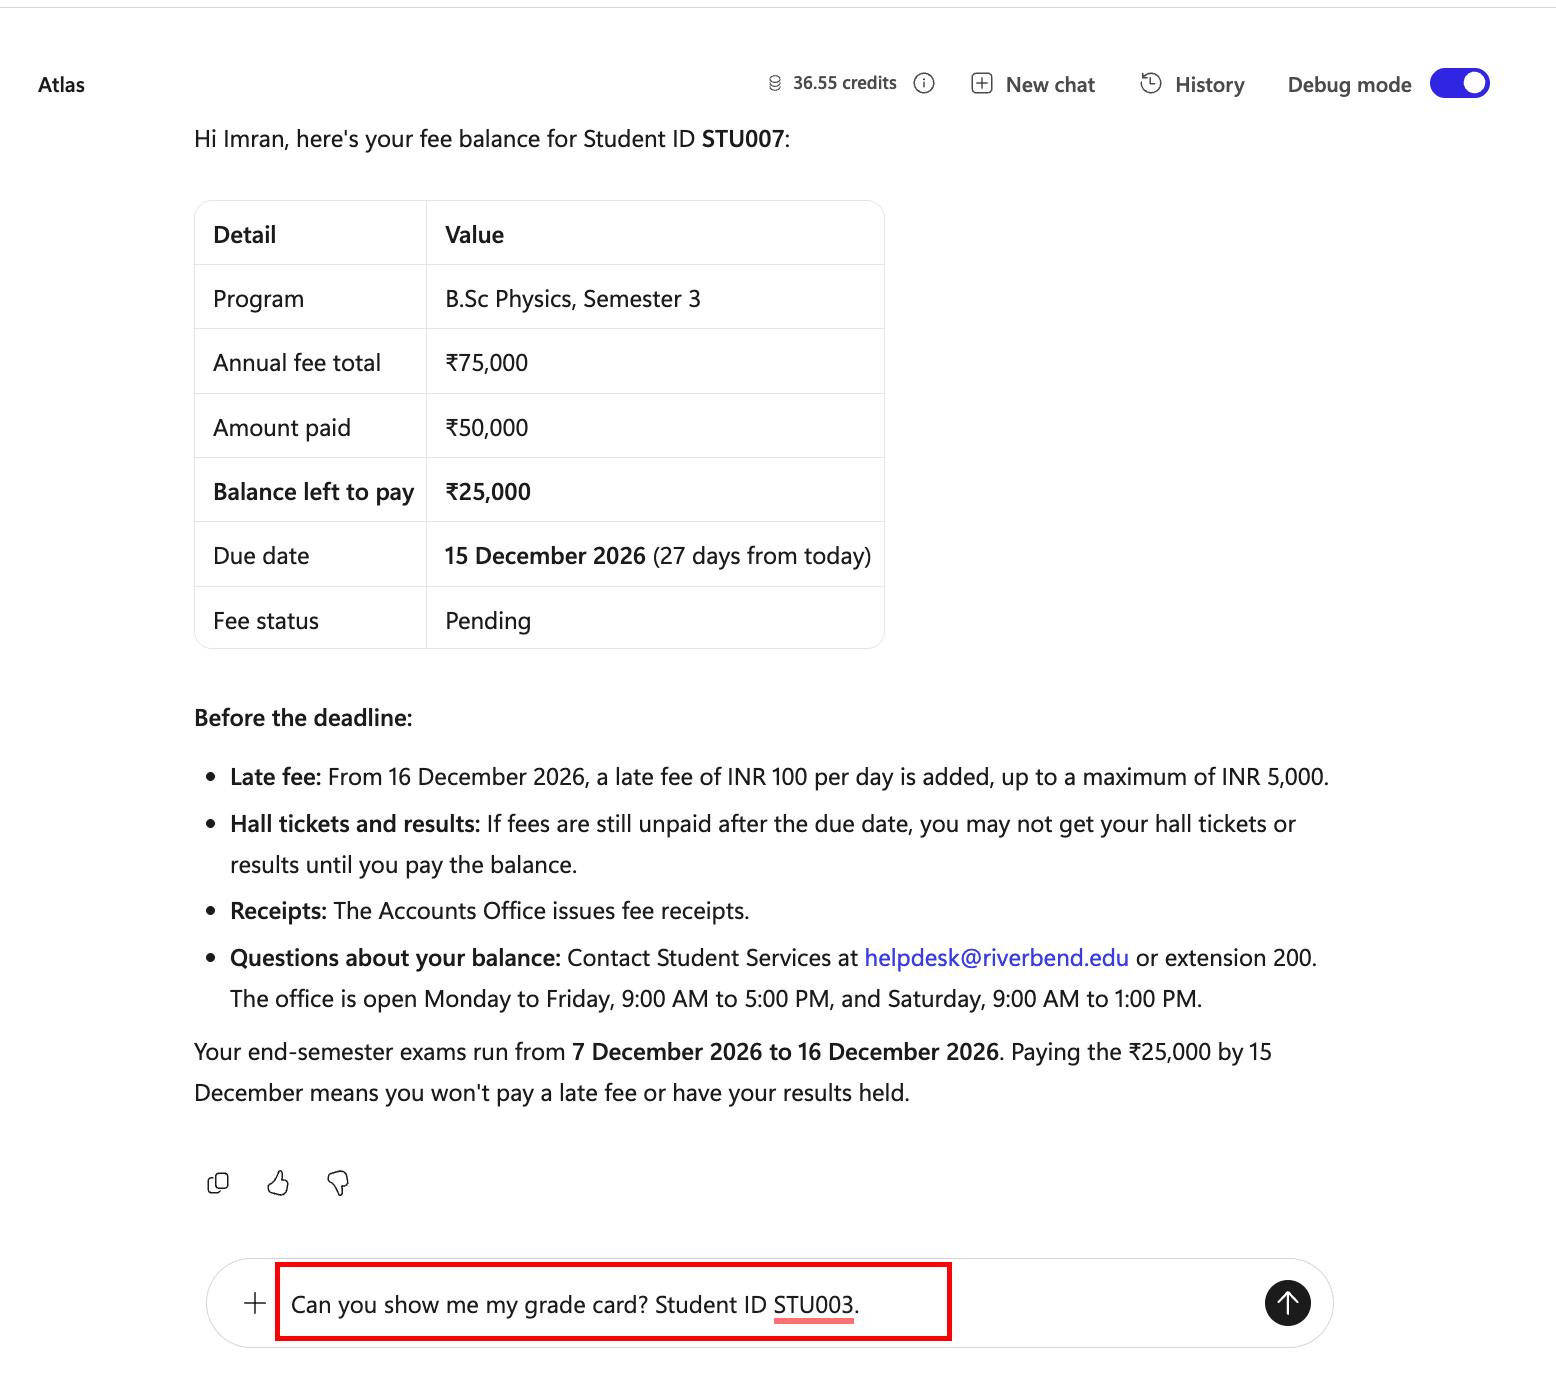 Atlas
36.55 credits
New chat
History
Debug mode
Hi Imran, here's your fee balance for Student ID STU007:
Detail Value
Program B.Sc Physics, Semester 3
Annual fee total ₹75,000
Amount paid ₹50,000
Balance left to pay ₹25,000
Due date 15 December 2026 (27 days from today)
Fee status Pending
Before the deadline:
• Late fee: From 16 December 2026, a late fee of INR 100 per day is added, up to a maximum of INR 5,000.
• Hall tickets and results: If fees are still unpaid after the due date, you may not get your hall tickets or
results until you pay the balance.
• Receipts: The Accounts Office issues fee receipts.
• Questions about your balance: Contact Student Services at helpdesk@riverbend.edu or extension 200.
The office is open Monday to Friday, 9:00 AM to 5:00 PM, and Saturday, 9:00 AM to 1:00 PM.
Your end-semester exams run from 7 December 2026 to 16 December 2026. Paying the ₹25,000 by 15
December means you won't pay a late fee or have your results held.
Can you show me my grade card? Student ID STU003.